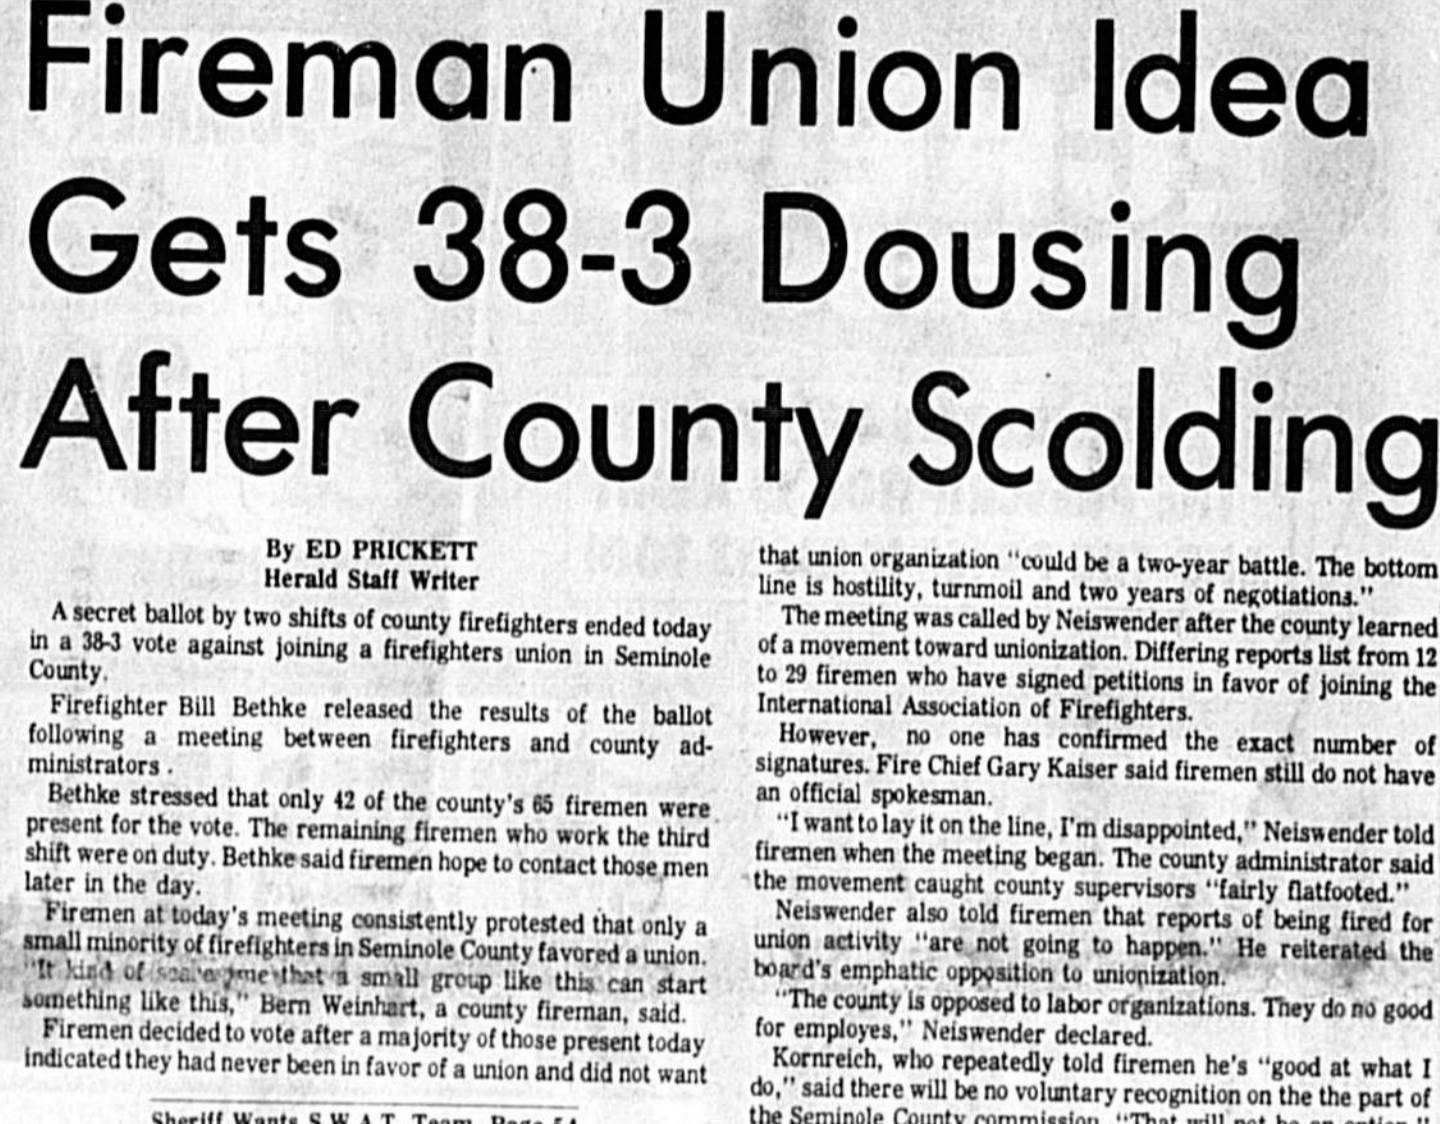 Fireman Union Idea
Gets 38-3 Dousing
After County Scolding
By ED PRICKETT
Herald Staff Writer
A secret ballot by two shifts of county firefighters ended today
in a 38-3 vote against joining a firefighters union in Seminole
County.
Firefighter Bill Bethke released the results of the ballot
following a meeting between firefighters and county ad-
ministrators .
Bethke stressed that only 42 of the county's 65 firemen were
present for the vote. The remaining firemen who work the third
shift were on duty. Bethke said firemen hope to contact those men
later in the day.
Firemen at today's meeting consistently protested that only a
small minority of firefighters in Seminole County favored a union.
"It kind of me that a small group like this can start
something like this," Bern Weinhart, a county fireman, said.
Firemen decided to vote after a majority of those present today
indicated they had never been in favor of a union and did not want
Sheriff Wants S.W.A.T. Team, Page 5A
that union organization "could be a two-year battle. The bottom
line is hostility, turnmoil and two years of negotiations."
The meeting was called by Neiswender after the county learned
of a movement toward unionization. Differing reports list from 12
to 29 firemen who have signed petitions in favor of joining the
International Association of Firefighters.
However, no one has confirmed the exact number of
signatures. Fire Chief Gary Kaiser said firemen still do not have
an official spokesman.
"I want to lay it on the line, I'm disappointed," Neiswender told
firemen when the meeting began. The county administrator said
the movement caught county supervisors "fairly flatfooted."
Neiswender also told firemen that reports of being fired for
union activity "are not going to happen." He reiterated the
board's emphatic opposition to unionization.
"The county is opposed to labor organizations. They do no good
for employes," Neiswender declared.
Kornreich, who repeatedly told firemen he's "good at what I
do," said there will be no voluntary recognition on the the part of
the Seminole County commission. "That will not be an option,"